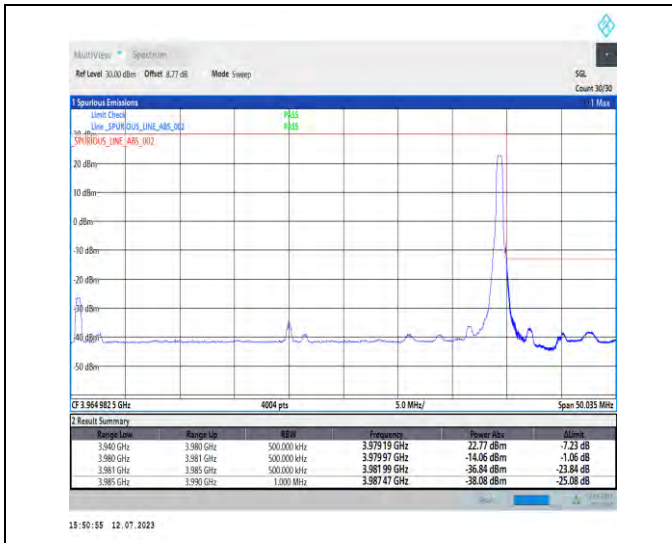 MultiView Spectrum
Ref Level 30.00 dBm Offset 8.77 dB Mode Sweep SGL
Count 30/30
1 Spurious Emissions 1 Max
Limit Check PASS
Line _SPURIOUS_LINE_ABS_002 PASS
30 dBm
_SPURIOUS_LINE_ABS_002
20 dBm
10 dBm
0 dBm
-10 dBm
-20 dBm
-30 dBm
-40 dBm
-50 dBm
CF 3.964 982 5 GHz 4004 pts 5.0 MHz/ Span 50.035 MHz
2 Result Summary
Range Low Range Up RBW Frequency Power Abs ΔLimit
3.940 GHz 3.980 GHz 500.000 kHz 3.979 19 GHz 22.77 dBm -7.23 dB
3.980 GHz 3.981 GHz 500.000 kHz 3.979 97 GHz -14.06 dBm -1.06 dB
3.981 GHz 3.985 GHz 500.000 kHz 3.981 99 GHz -36.84 dBm -23.84 dB
3.985 GHz 3.990 GHz 1.000 MHz 3.987 47 GHz -38.08 dBm -25.08 dB
15:50:55 12.07.2023